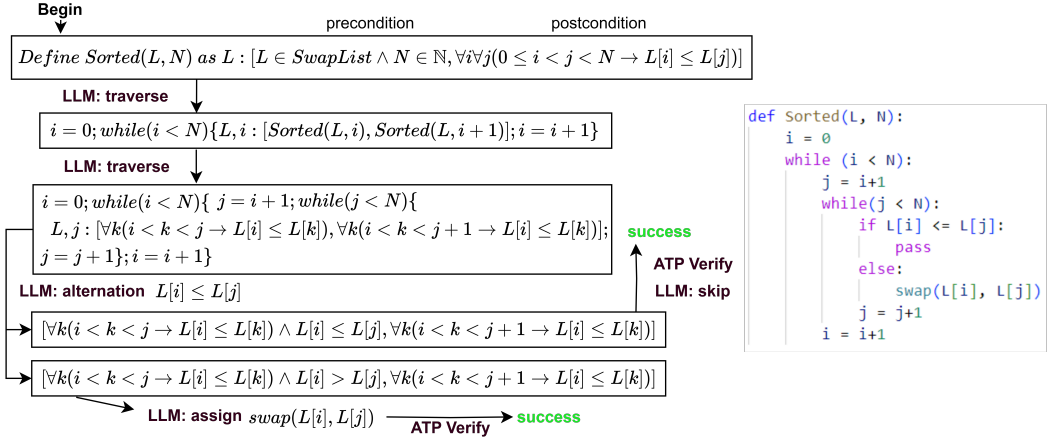 Begin
precondition postcondition
Define Sorted(L, N) as L : [L ∈ SwapList ∧ N ∈ ℕ, ∀i∀j(0 ≤ i < j < N → L[i] ≤ L[j])]
LLM: traverse
i = 0; while(i < N){L, i : [Sorted(L, i), Sorted(L, i + 1)]; i = i + 1}
LLM: traverse
i = 0; while(i < N){ j = i + 1; while(j < N){
L, j : [∀k(i < k < j → L[i] ≤ L[k]), ∀k(i < k < j + 1 → L[i] ≤ L[k])];
j = j + 1}; i = i + 1}
success
ATP Verify
LLM: skip
LLM: alternation L[i] ≤ L[j]
[∀k(i < k < j → L[i] ≤ L[k]) ∧ L[i] ≤ L[j], ∀k(i < k < j + 1 → L[i] ≤ L[k])]
[∀k(i < k < j → L[i] ≤ L[k]) ∧ L[i] > L[j], ∀k(i < k < j + 1 → L[i] ≤ L[k])]
LLM: assign swap(L[i], L[j])
ATP Verify
success
def Sorted(L, N):
i = 0
while (i < N):
j = i+1
while(j < N):
if L[i] <= L[j]:
pass
else:
swap(L[i], L[j])
j = j+1
i = i+1